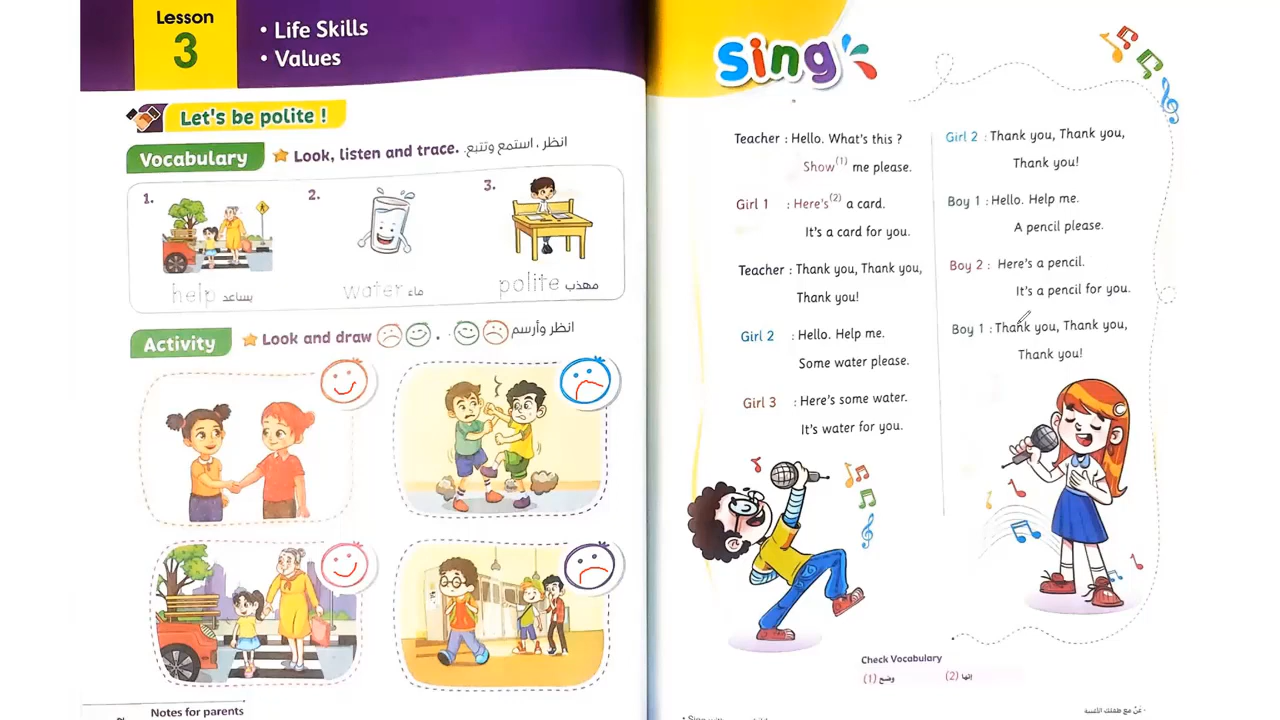 Lesson
3
• Life Skills
• Values
Let's be polite !
Vocabulary
Look, listen and trace. انظر ، استمع وتتبع.
1.
2.
3.
help يساعد
water ماء
polite مهذب
Activity
Look and draw . انظر وأرسم
Notes for parents
Sing
Teacher : Hello. What's this ?
Show(1) me please.
Girl 1 : Here's(2) a card.
It's a card for you.
Teacher : Thank you, Thank you,
Thank you!
Girl 2 : Hello. Help me.
Some water please.
Girl 3 : Here's some water.
It's water for you.
Girl 2 : Thank you, Thank you,
Thank you!
Boy 1 : Hello. Help me.
A pencil please.
Boy 2 : Here's a pencil.
It's a pencil for you.
Boy 1 : Thank you, Thank you,
Thank you!
Check Vocabulary
(1) وضح
(2) إنها